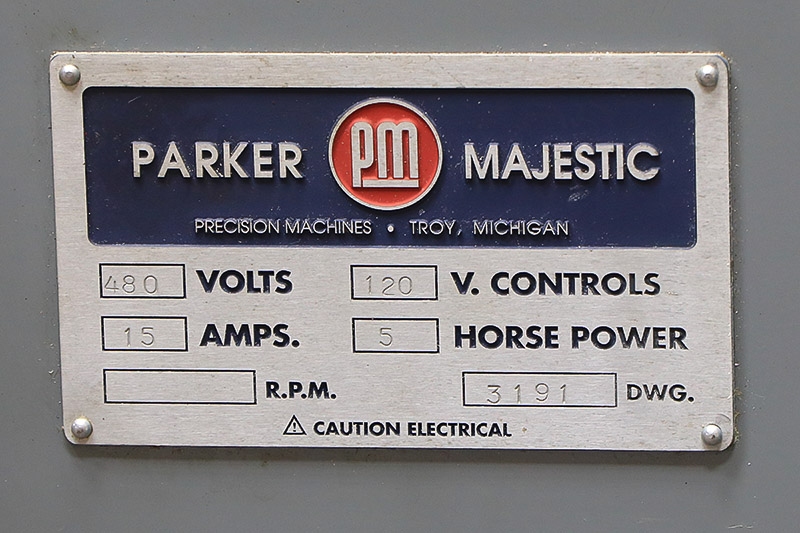 PARKER PM MAJESTIC
PRECISION MACHINES • TROY, MICHIGAN
480 VOLTS 120 V. CONTROLS
15 AMPS. 5 HORSE POWER
R.P.M. 3191 DWG.
⚠ CAUTION ELECTRICAL